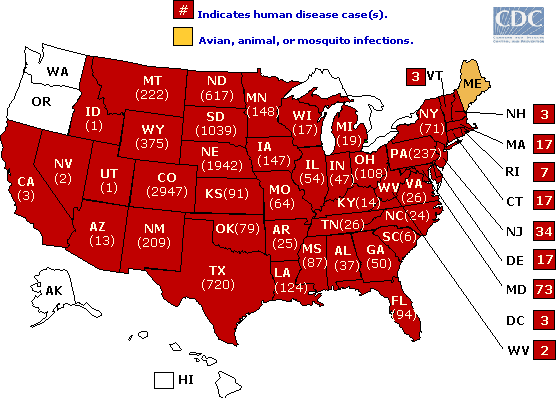 # Indicates human disease case(s).
Avian, animal, or mosquito infections.
CDC
WA
OR
AK
HI
ID
(1)
MT
(222)
ND
(617)
MN
(148)
SD
(1039)
WY
(375)
NE
(1942)
IA
(147)
WI
(17)
MI
(19)
3 VT
ME
NY
(71)
NH 3
MA 17
RI 7
CT 17
NJ 34
DE 17
MD 73
DC 3
WV 2
CA
(3)
NV
(2)
UT
(1)
CO
(2947)
KS(91)
MO
(64)
IL
(54)
IN
(47)
OH
(108)
PA(237)
WV
VA
(26)
KY(14)
NC(24)
TN(26)
SC(6)
AZ
(13)
NM
(209)
OK(79)
AR
(25)
TX
(720)
LA
(124)
MS
(87)
AL
(37)
GA
(50)
FL
(94)